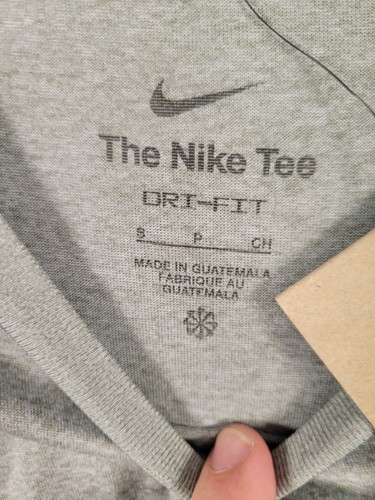 The Nike Tee
DRI-FIT
S P CH
MADE IN GUATEMALA
FABRIQUE AU
GUATEMALA